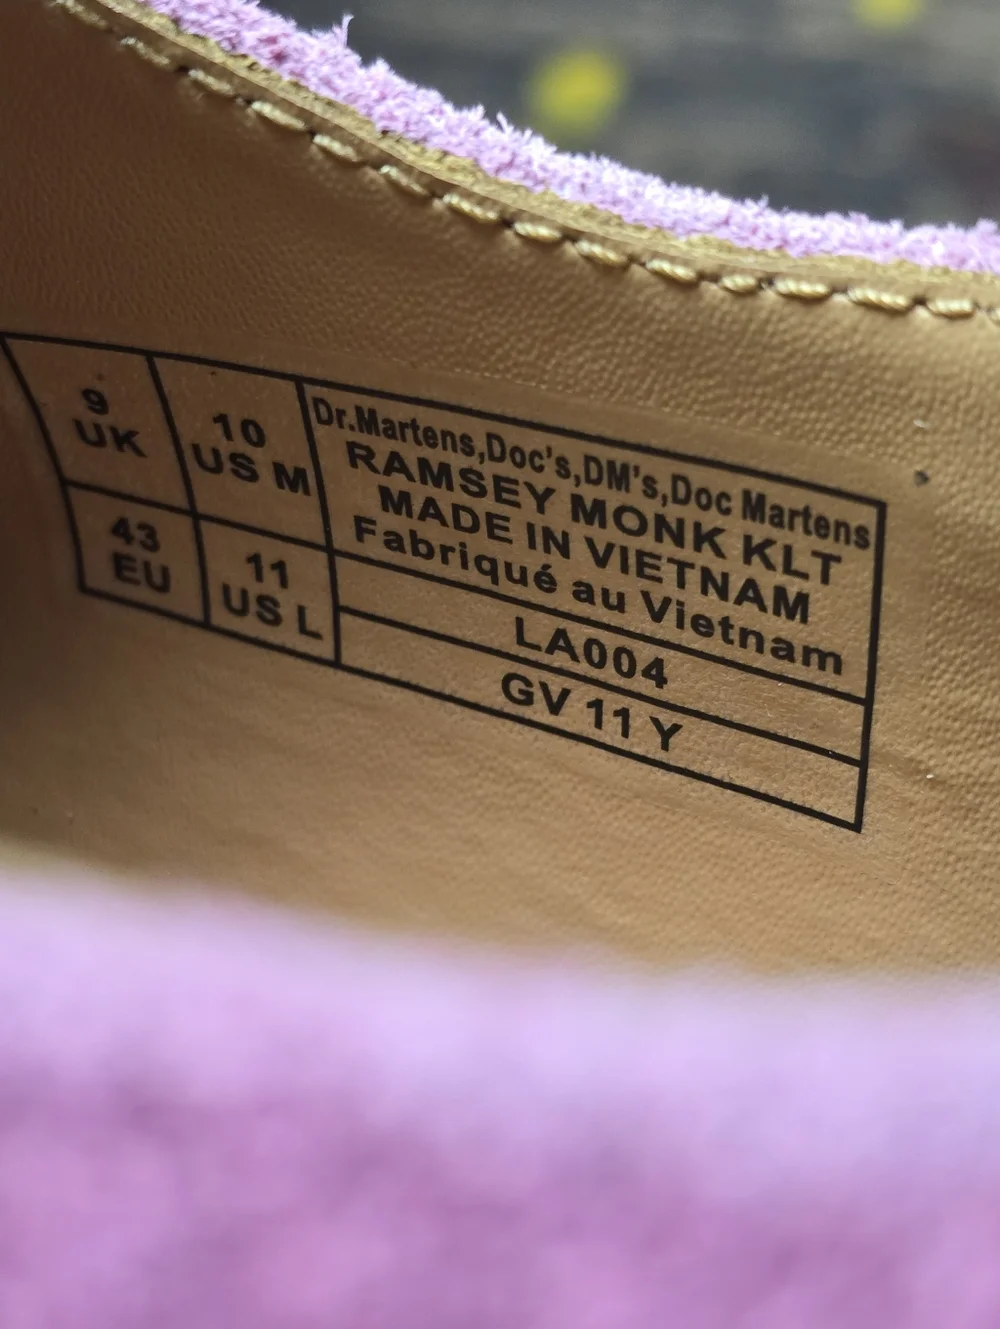 9
UK
10
US M
43
EU
11
US L
Dr.Martens,Doc's,DM's,Doc Martens
RAMSEY MONK KLT
MADE IN VIETNAM
Fabriqué au Vietnam
LA004
GV 11 Y